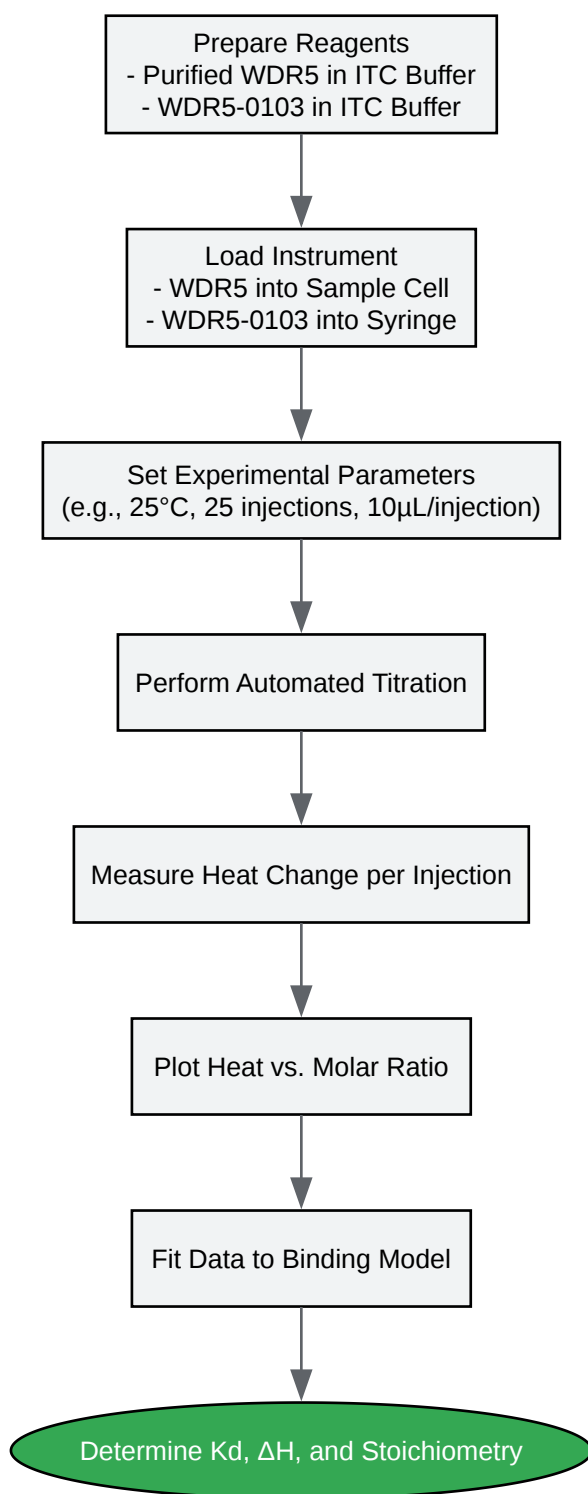 Prepare Reagents
- Purified WDR5 in ITC Buffer
- WDR5-0103 in ITC Buffer
Load Instrument
- WDR5 into Sample Cell
- WDR5-0103 into Syringe
Set Experimental Parameters
(e.g., 25°C, 25 injections, 10µL/injection)
Perform Automated Titration
Measure Heat Change per Injection
Plot Heat vs. Molar Ratio
Fit Data to Binding Model
Determine Kd, ΔH, and Stoichiometry